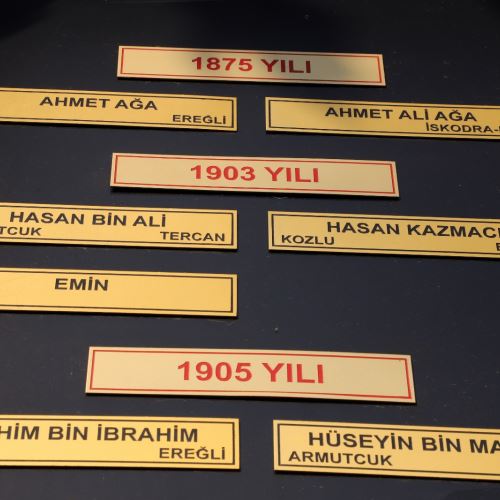 1875 YILI
AHMET AĞA
EREĞLİ
AHMET ALİ AĞA
İSKODRA-
1903 YILI
HASAN BİN ALİ
TCUK TERCAN
HASAN KAZMAC
KOZLU
EMİN
1905 YILI
HİM BİN İBRAHİM
EREĞLİ
HÜSEYİN BİN MA
ARMUTCUK